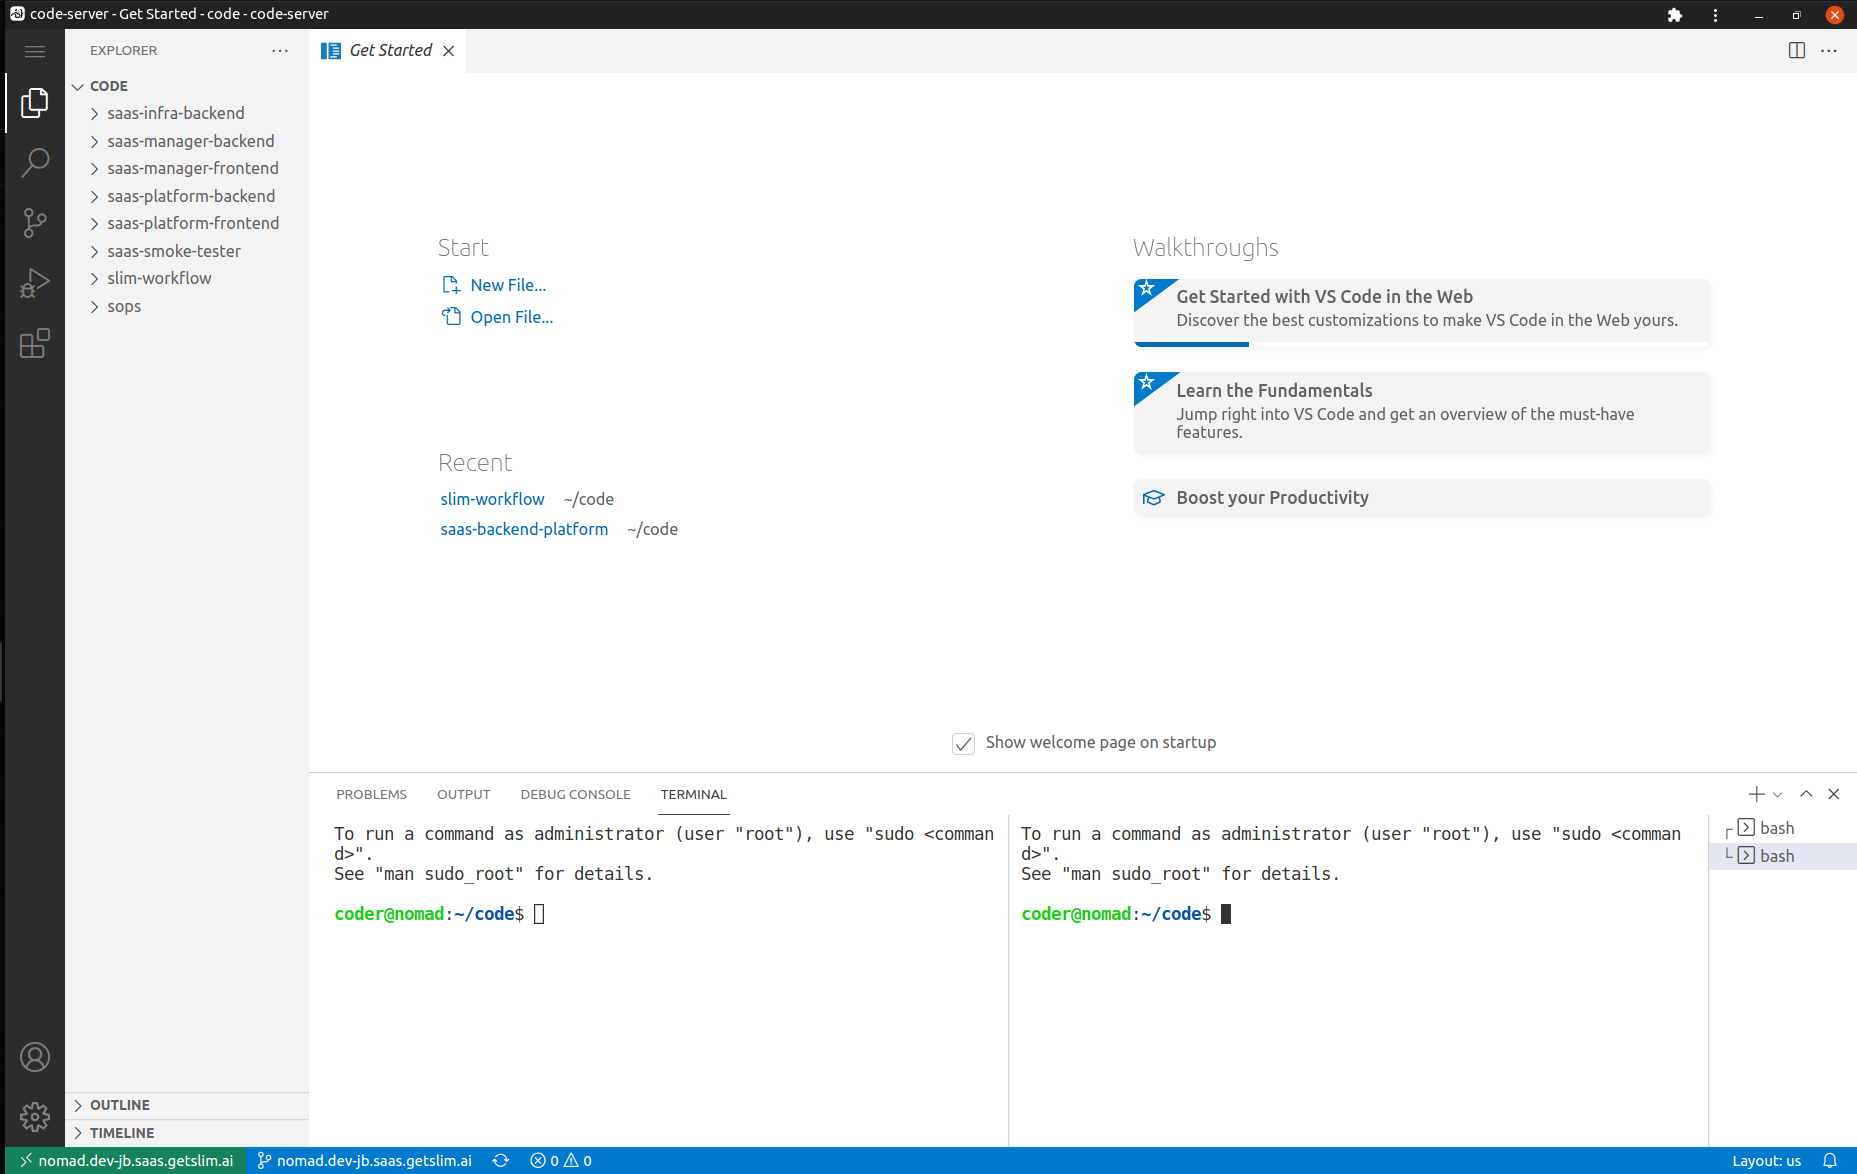 code-server - Get Started - code - code-server
EXPLORER
CODE
saas-infra-backend
saas-manager-backend
saas-manager-frontend
saas-platform-backend
saas-platform-frontend
saas-smoke-tester
slim-workflow
sops
OUTLINE
TIMELINE
Get Started
Start
New File...
Open File...
Recent
slim-workflow ~/code
saas-backend-platform ~/code
Walkthroughs
Get Started with VS Code in the Web
Discover the best customizations to make VS Code in the Web yours.
Learn the Fundamentals
Jump right into VS Code and get an overview of the must-have
features.
Boost your Productivity
Show welcome page on startup
PROBLEMS OUTPUT DEBUG CONSOLE TERMINAL
To run a command as administrator (user "root"), use "sudo <comman
d>".
See "man sudo_root" for details.
coder@nomad:~/code$
To run a command as administrator (user "root"), use "sudo <comman
d>".
See "man sudo_root" for details.
coder@nomad:~/code$
bash
bash
nomad.dev-jb.saas.getslim.ai nomad.dev-jb.saas.getslim.ai 0 0 Layout: us